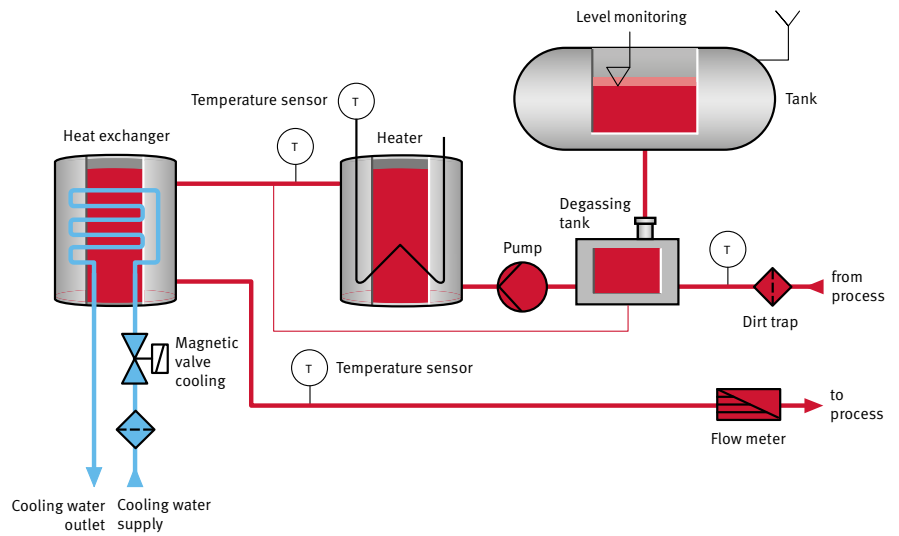 Level monitoring
Tank
Temperature sensor
T
T
Heat exchanger
Heater
Degassing
tank
Pump
T
from
process
Dirt trap
Magnetic
valve
cooling
T
Temperature sensor
to
process
Flow meter
Cooling water
outlet
Cooling water
supply